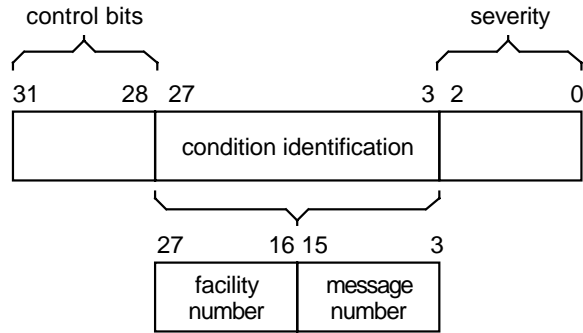 control bits severity
31 28 27 3 2 0
condition identification
27 16 15 3
facility message
number number